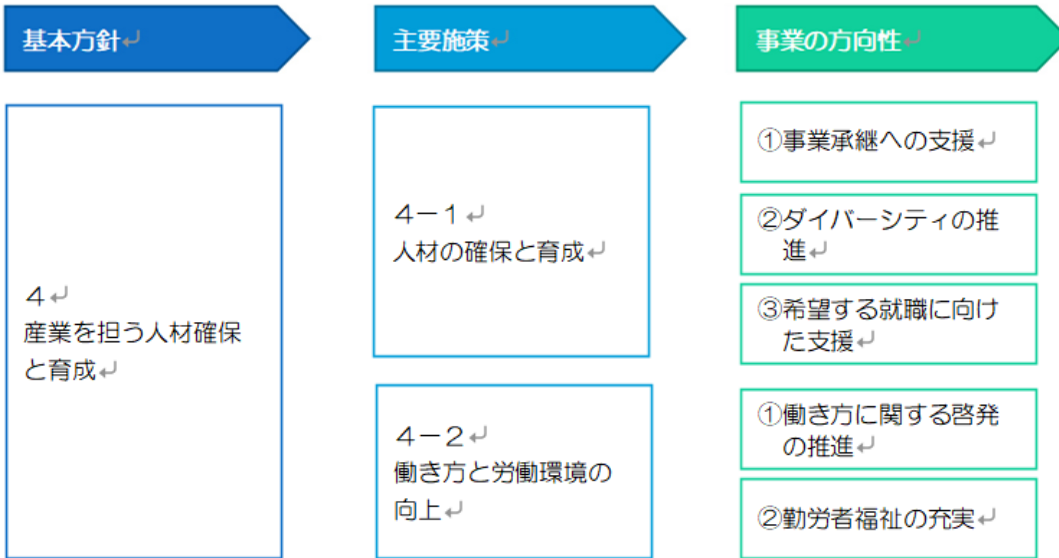 基本方針↵
主要施策↵
事業の方向性↵
4↵
産業を担う人材確保
と育成↵
4-1↵
人材の確保と育成↵
①事業承継への支援↵
②ダイバーシティの推
進↵
③希望する就職に向け
た支援↵
4-2↵
働き方と労働環境の
向上↵
①働き方に関する啓発
の推進↵
②勤労者福祉の充実↵